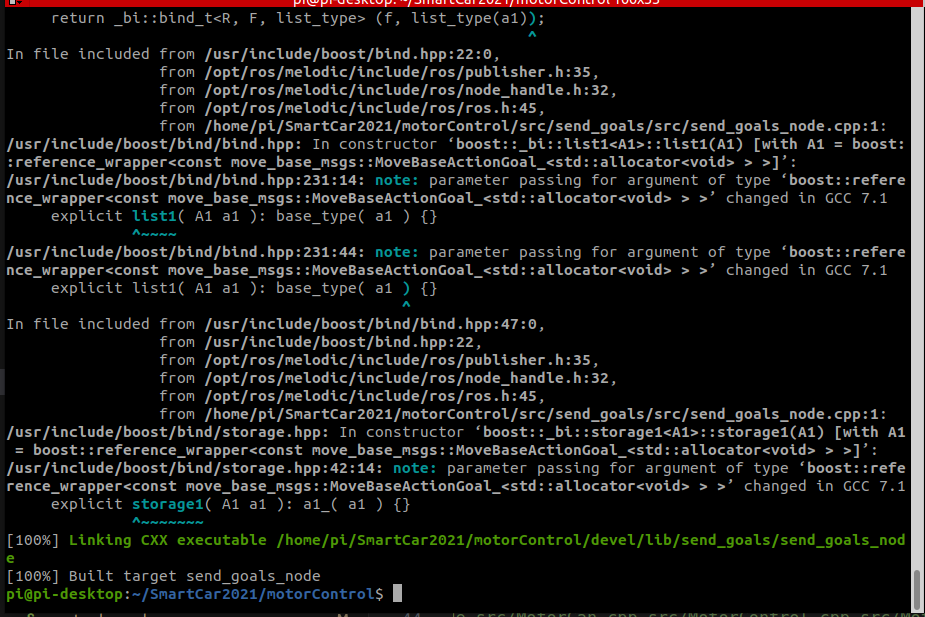 pi@pi-desktop: ~/SmartCar2021/motorControl 100x35
return _bi::bind_t<R, F, list_type> (f, list_type(a1));
^
In file included from /usr/include/boost/bind.hpp:22:0,
from /opt/ros/melodic/include/ros/publisher.h:35,
from /opt/ros/melodic/include/ros/node_handle.h:32,
from /opt/ros/melodic/include/ros/ros.h:45,
from /home/pi/SmartCar2021/motorControl/src/send_goals/src/send_goals_node.cpp:1:
/usr/include/boost/bind/bind.hpp: In constructor ‘boost::_bi::list1<A1>::list1(A1) [with A1 = boost:
:reference_wrapper<const move_base_msgs::MoveBaseActionGoal_<std::allocator<void> > >]’:
/usr/include/boost/bind/bind.hpp:231:14: note: parameter passing for argument of type ‘boost::refere
nce_wrapper<const move_base_msgs::MoveBaseActionGoal_<std::allocator<void> > >’ changed in GCC 7.1
explicit list1( A1 a1 ): base_type( a1 ) {}
^~~~~
/usr/include/boost/bind/bind.hpp:231:44: note: parameter passing for argument of type ‘boost::refere
nce_wrapper<const move_base_msgs::MoveBaseActionGoal_<std::allocator<void> > >’ changed in GCC 7.1
explicit list1( A1 a1 ): base_type( a1 ) {}
^
In file included from /usr/include/boost/bind/bind.hpp:47:0,
from /usr/include/boost/bind.hpp:22,
from /opt/ros/melodic/include/ros/publisher.h:35,
from /opt/ros/melodic/include/ros/node_handle.h:32,
from /opt/ros/melodic/include/ros/ros.h:45,
from /home/pi/SmartCar2021/motorControl/src/send_goals/src/send_goals_node.cpp:1:
/usr/include/boost/bind/storage.hpp: In constructor ‘boost::_bi::storage1<A1>::storage1(A1) [with A1
= boost::reference_wrapper<const move_base_msgs::MoveBaseActionGoal_<std::allocator<void> > >]’:
/usr/include/boost/bind/storage.hpp:42:14: note: parameter passing for argument of type ‘boost::refe
rence_wrapper<const move_base_msgs::MoveBaseActionGoal_<std::allocator<void> > >’ changed in GCC 7.1
explicit storage1( A1 a1 ): a1_( a1 ) {}
^~~~~~~~
[100%] Linking CXX executable /home/pi/SmartCar2021/motorControl/devel/lib/send_goals/send_goals_nod
e
[100%] Built target send_goals_node
pi@pi-desktop:~/SmartCar2021/motorControl$